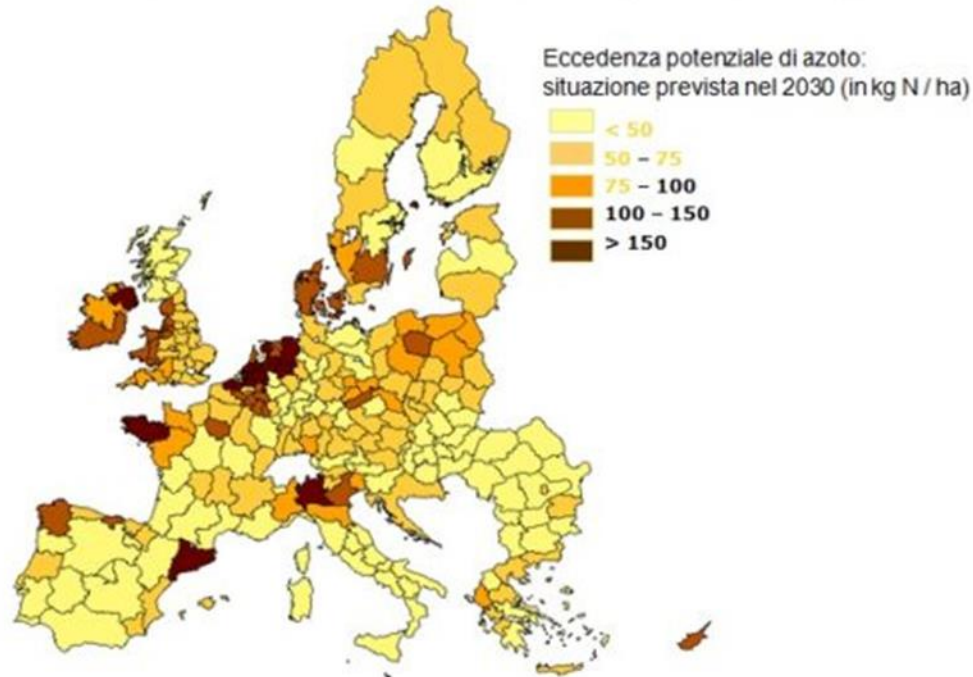 Eccedenza potenziale di azoto:
situazione prevista nel 2030 (in kg N / ha)
< 50
50 – 75
75 – 100
100 – 150
> 150